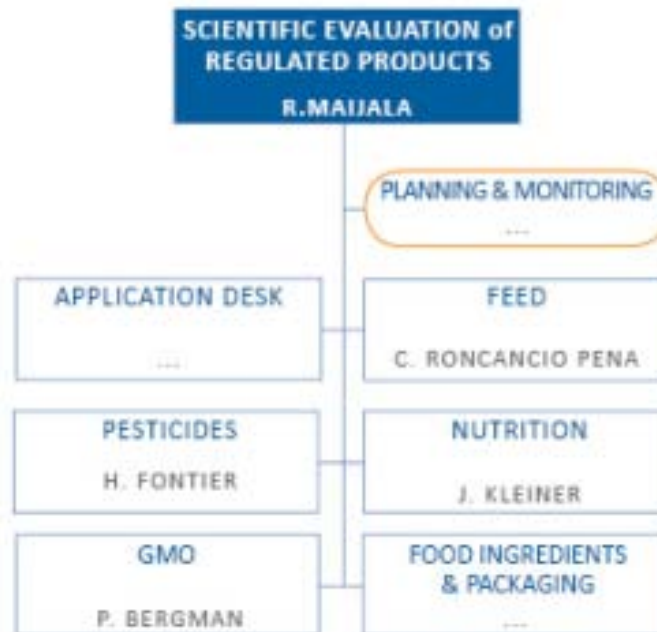 SCIENTIFIC EVALUATION of
REGULATED PRODUCTS
R.MAIJALA
PLANNING & MONITORING
...
APPLICATION DESK
...
FEED
C. RONCANCIO PENA
PESTICIDES
H. FONTIER
NUTRITION
J. KLEINER
GMO
P. BERGMAN
FOOD INGREDIENTS
& PACKAGING
...